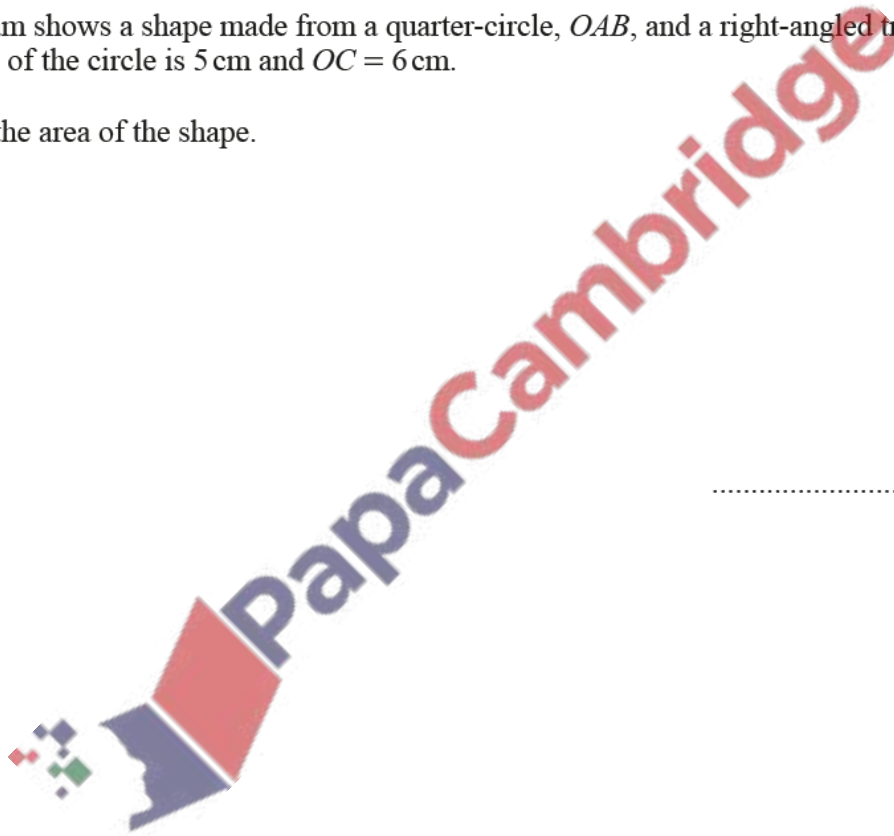 m shows a shape made from a quarter-circle, OAB, and a right-angled
of the circle is 5 cm and OC = 6 cm.
he area of the shape.
PapaCambridge